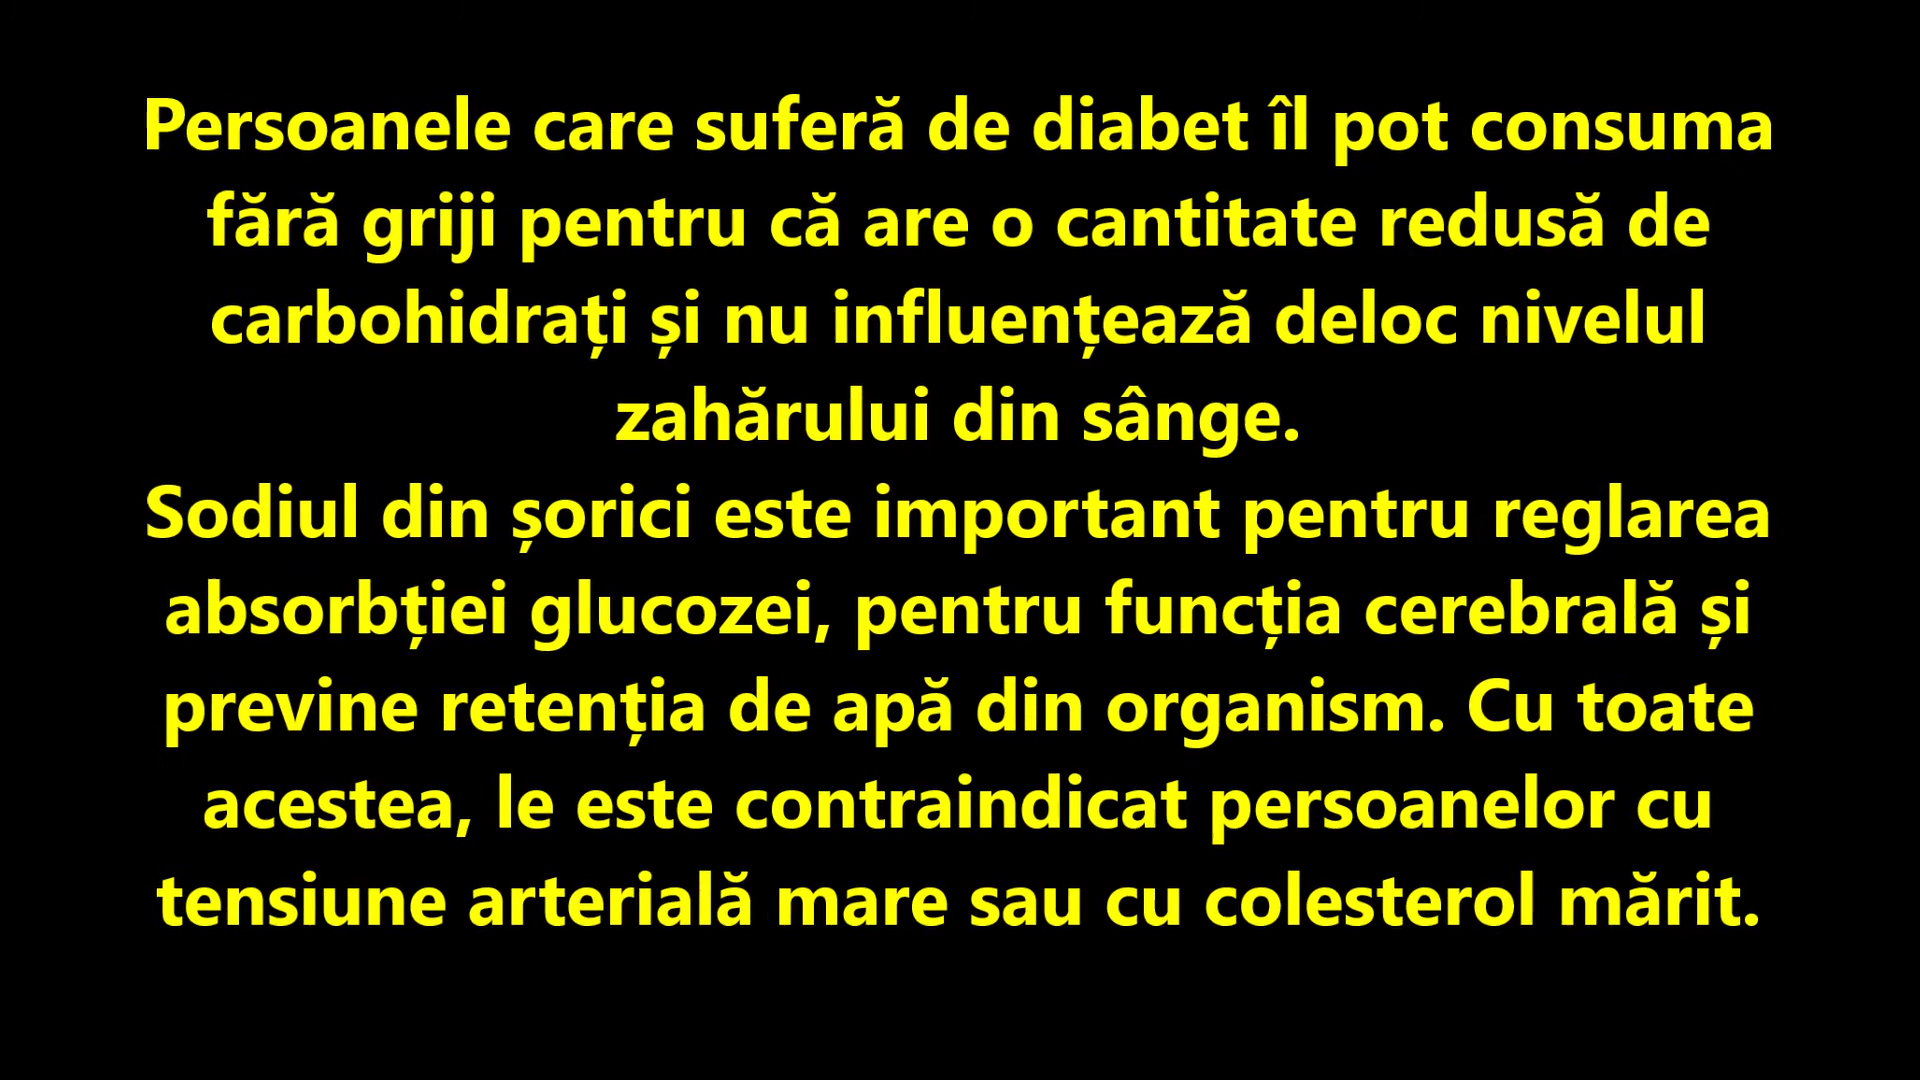 Persoanele care suferă de diabet îl pot consuma
fără griji pentru că are o cantitate redusă de
carbohidrați și nu influențează deloc nivelul
zahărului din sânge.
Sodiul din șorici este important pentru reglarea
absorbției glucozei, pentru funcția cerebrală și
previne retenția de apă din organism. Cu toate
acestea, le este contraindicat persoanelor cu
tensiune arterială mare sau cu colesterol mărit.